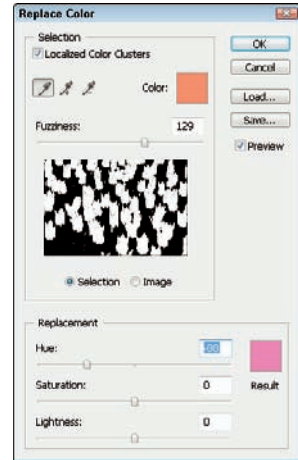 Replace Color
Selection
Localized Color Clusters
Color:
Fuzziness: 129
Selection Image
OK
Cancel
Load...
Save...
Preview
Replacement
Hue:
Saturation: 0
Result
Lightness: 0